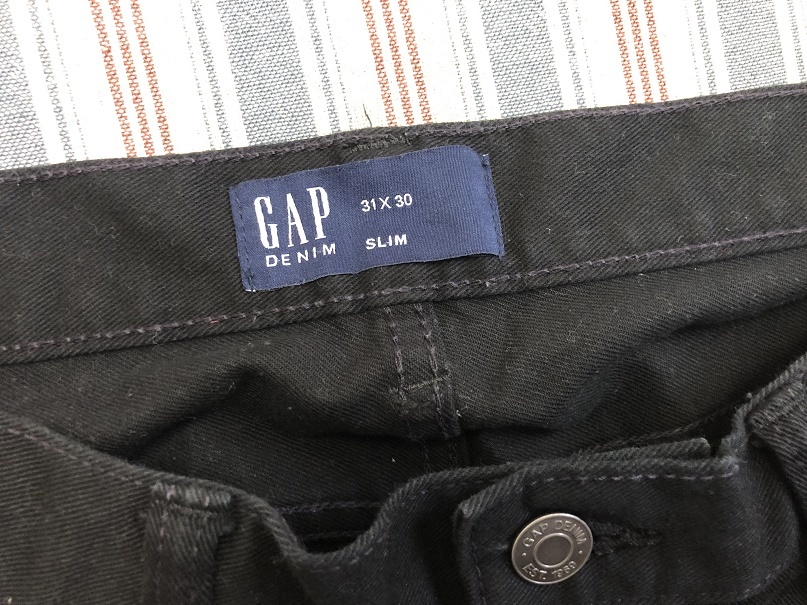 GAP
DENIM
31 X 30
SLIM
· GAP DENIM ·
EST. 1969